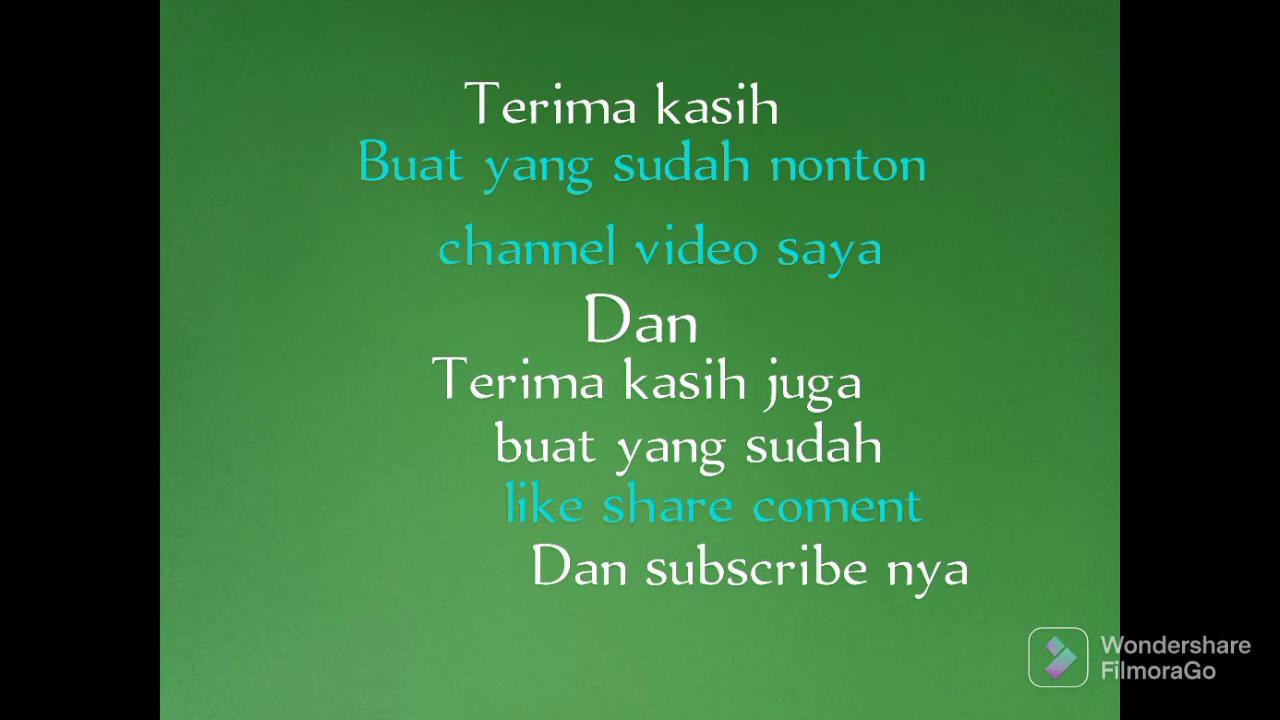 Terima kasih
Buat yang sudah nonton
channel video saya
Dan
Terima kasih juga
buat yang sudah
like share coment
Dan subscribe nya
Wondershare
FilmoraGo